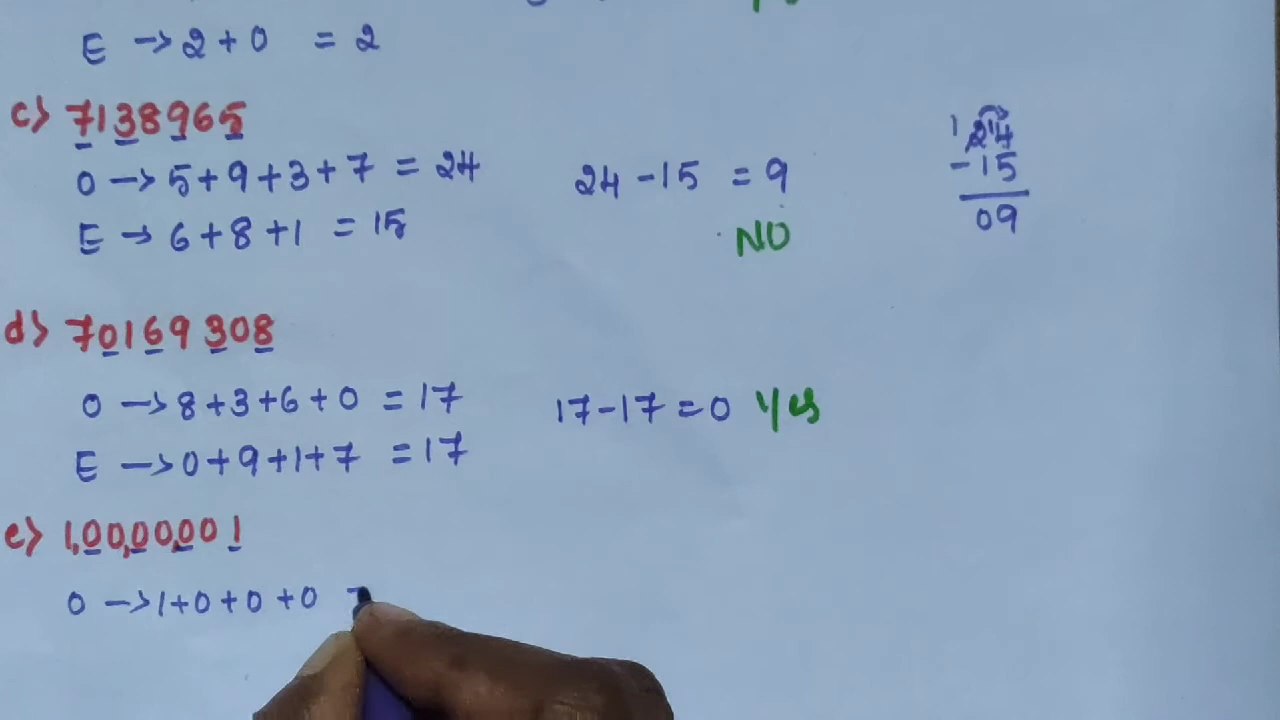 E → 2 + 0 = 2
c) 7138965
O → 5 + 9 + 3 + 7 = 24
24 - 15 = 9
E → 6 + 8 + 1 = 15
NO
1 214
- 15
09
d) 70169308
O → 8 + 3 + 6 + 0 = 17
17 - 17 = 0 Yes
E → 0 + 9 + 1 + 7 = 17
e) 1,00,00,001
O → 1 + 0 + 0 + 0